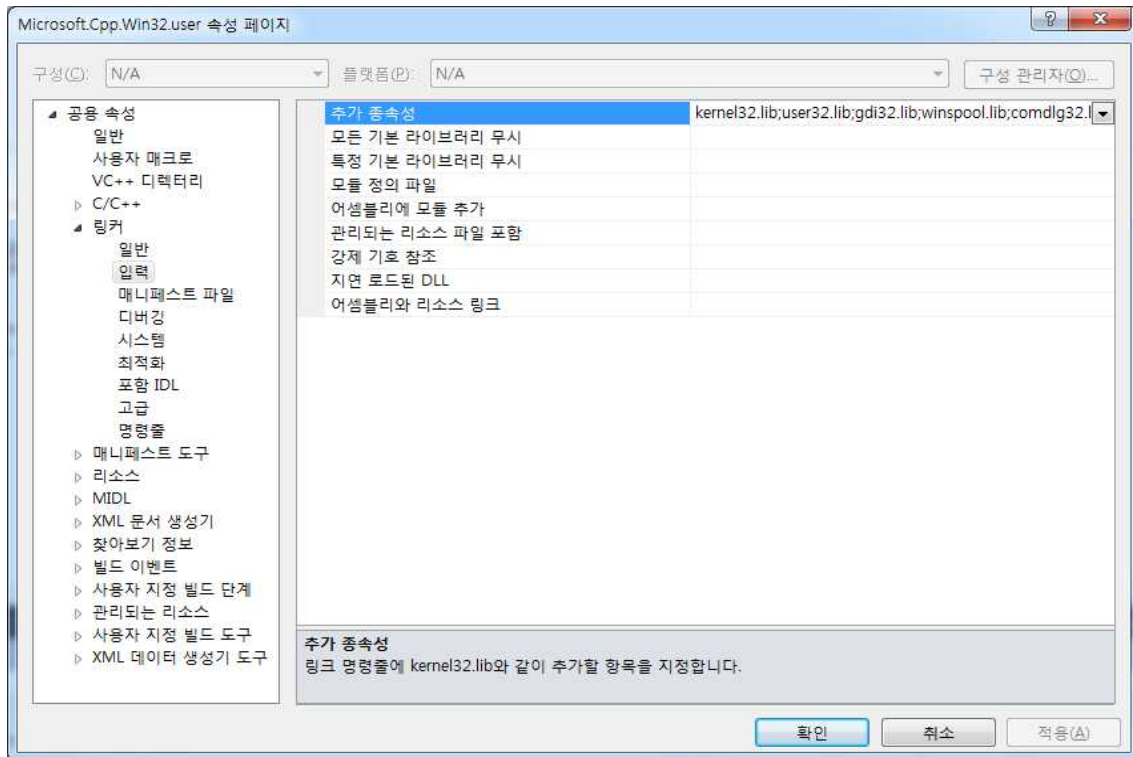 Microsoft.Cpp.Win32.user 속성 페이지
구성(C): N/A 플랫폼(P): N/A 구성 관리자(O)...
공용 속성
일반
사용자 매크로
VC++ 디렉터리
C/C++
링커
일반
입력
매니페스트 파일
디버깅
시스템
최적화
포함 IDL
고급
명령줄
매니페스트 도구
리소스
MIDL
XML 문서 생성기
찾아보기 정보
빌드 이벤트
사용자 지정 빌드 단계
관리되는 리소스
사용자 지정 빌드 도구
XML 데이터 생성기 도구
추가 종속성 kernel32.lib;user32.lib;gdi32.lib;winspool.lib;comdlg32.l
모든 기본 라이브러리 무시
특정 기본 라이브러리 무시
모듈 정의 파일
어셈블리에 모듈 추가
관리되는 리소스 파일 포함
강제 기호 참조
지연 로드된 DLL
어셈블리와 리소스 링크
추가 종속성
링크 명령줄에 kernel32.lib와 같이 추가할 항목을 지정합니다.
확인 취소 적용(A)